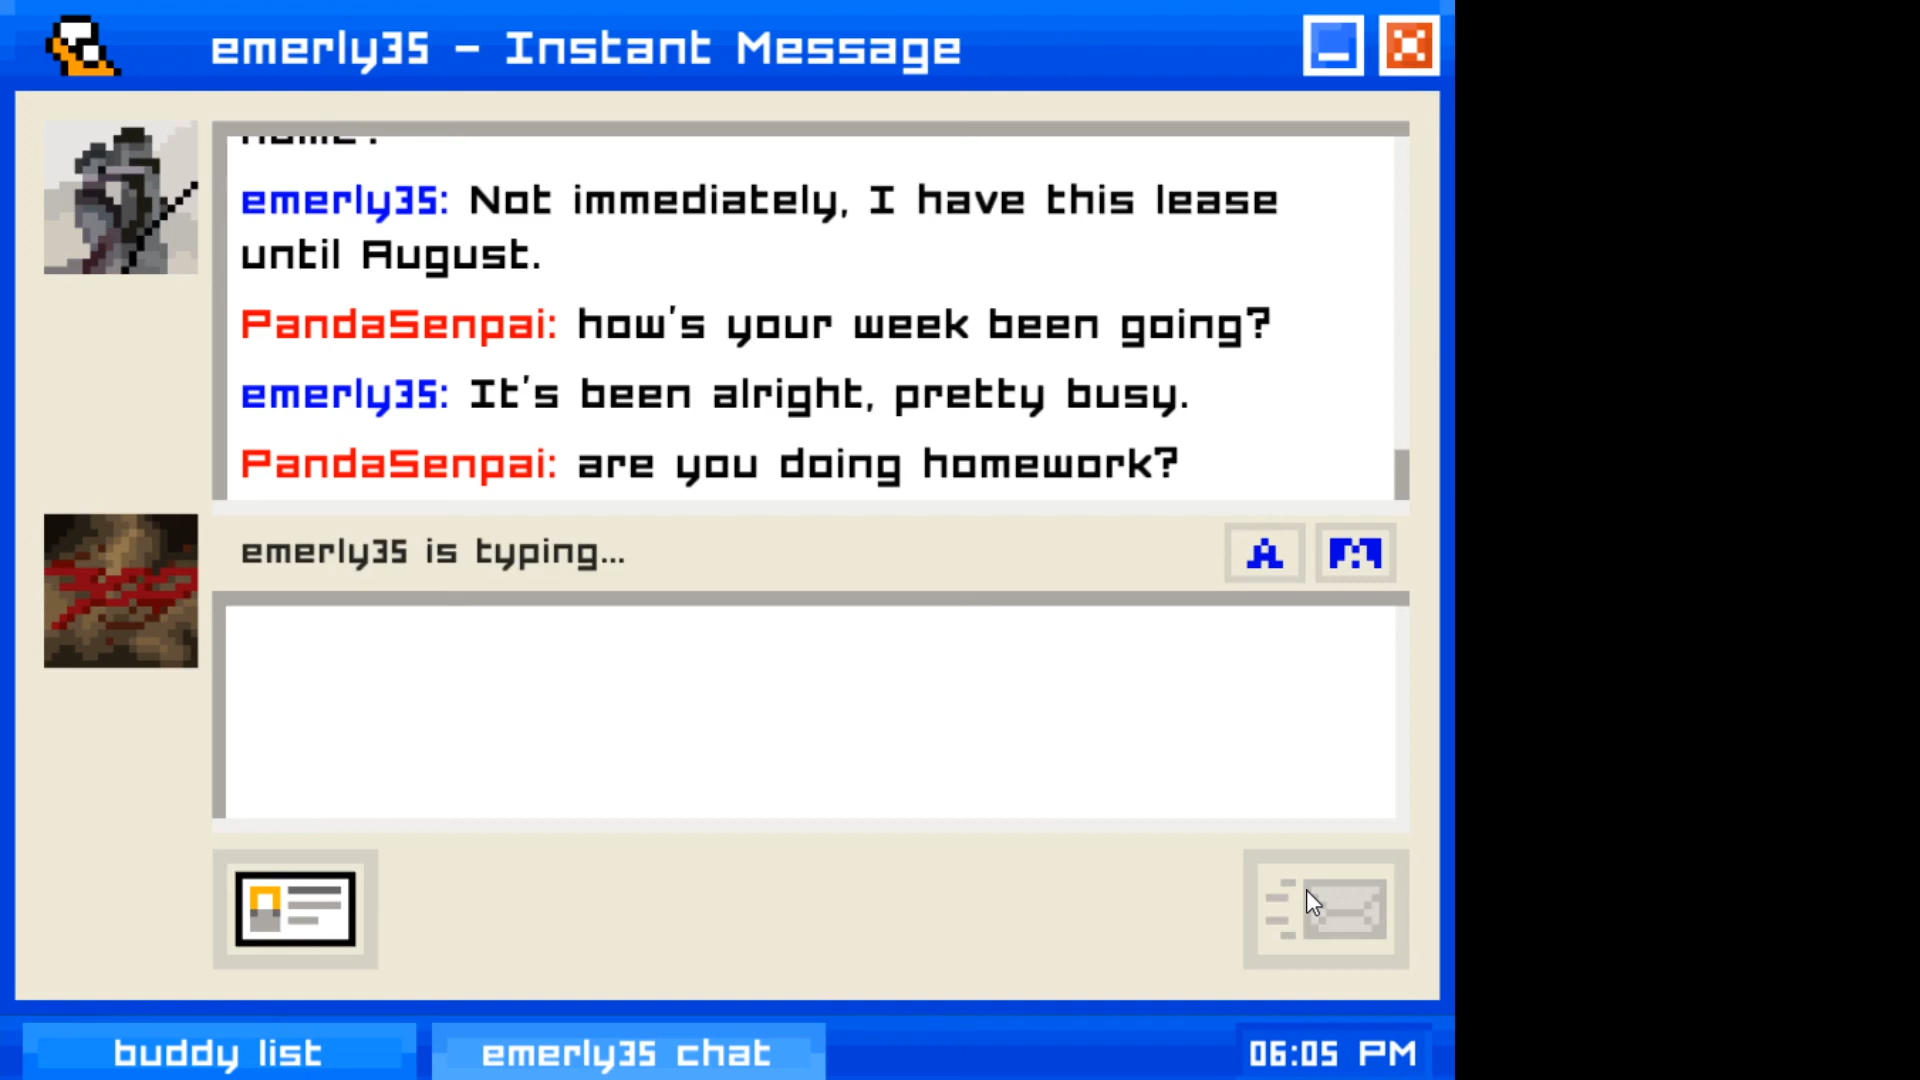 emerly35 - Instant Message
emerly35: Not immediately, I have this lease
until August.
PandaSenpai: how's your week been going?
emerly35: It's been alright, pretty busy.
PandaSenpai: are you doing homework?
emerly35 is typing...
A
buddy list
emerly35 chat
06:05 PM